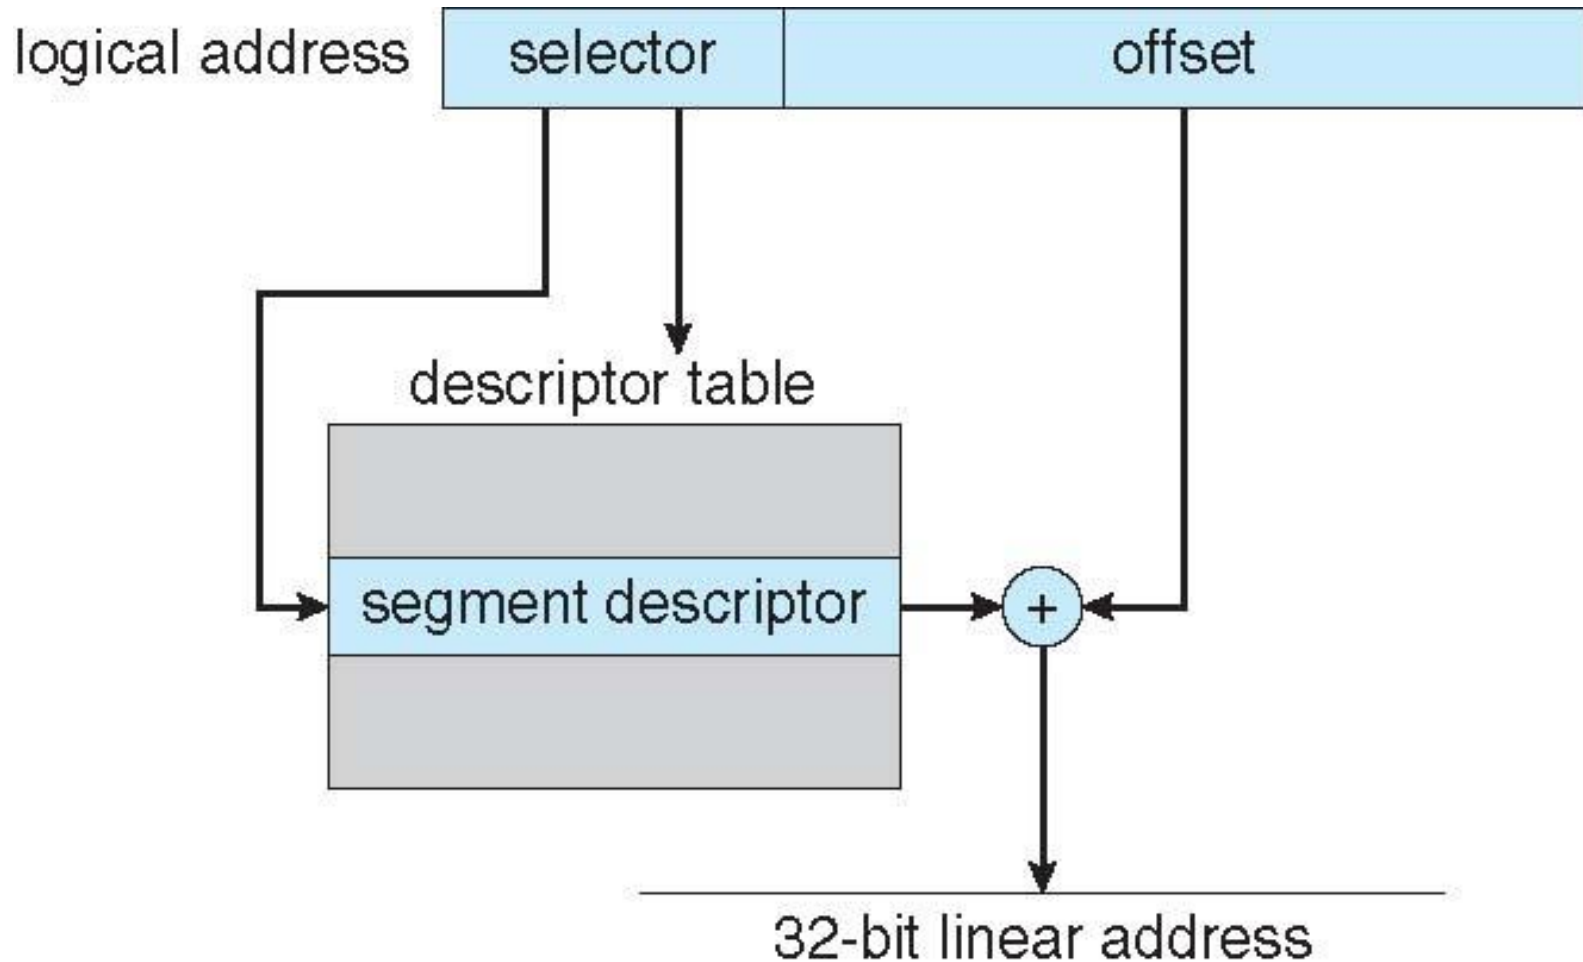 logical address selector offset
descriptor table
segment descriptor +
32-bit linear address